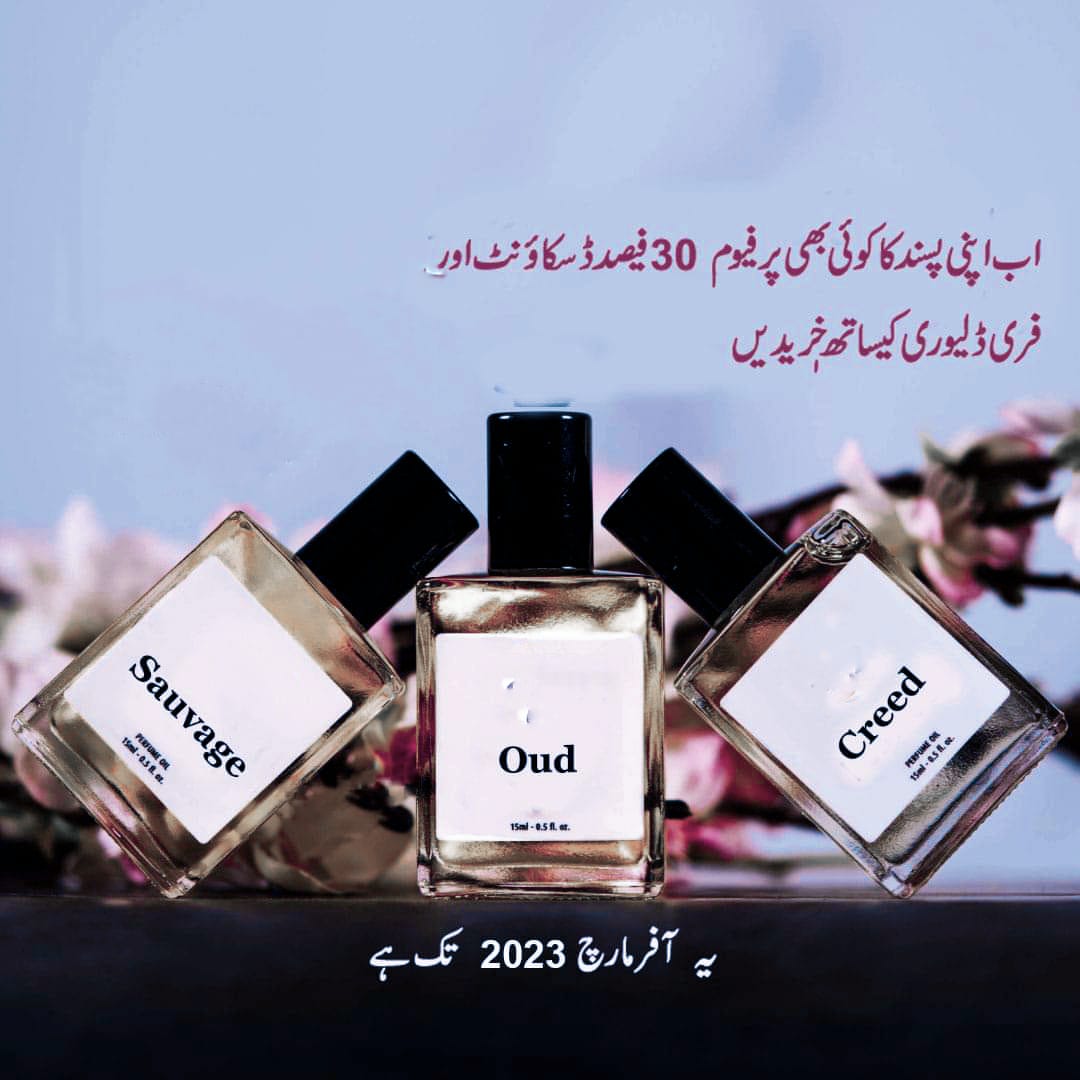 اب اپنی پسند کا کوئی بھی پرفیوم 30 فیصد ڈسکاؤنٹ اور
فری ڈلیوری کیساتھ خریدیں
Sauvage
PERFUME OIL
15ml - 0.5 fl. oz.
Oud
15ml - 0.5 fl. oz.
Creed
PERFUME OIL
15ml - 0.5 fl. oz.
یہ آفر مارچ 2023 تک ہے